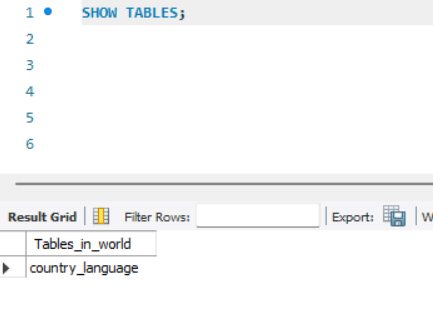 1 SHOW TABLES;
2
3
4
5
6
Result Grid Filter Rows: Export: W
Tables_in_world
country_language